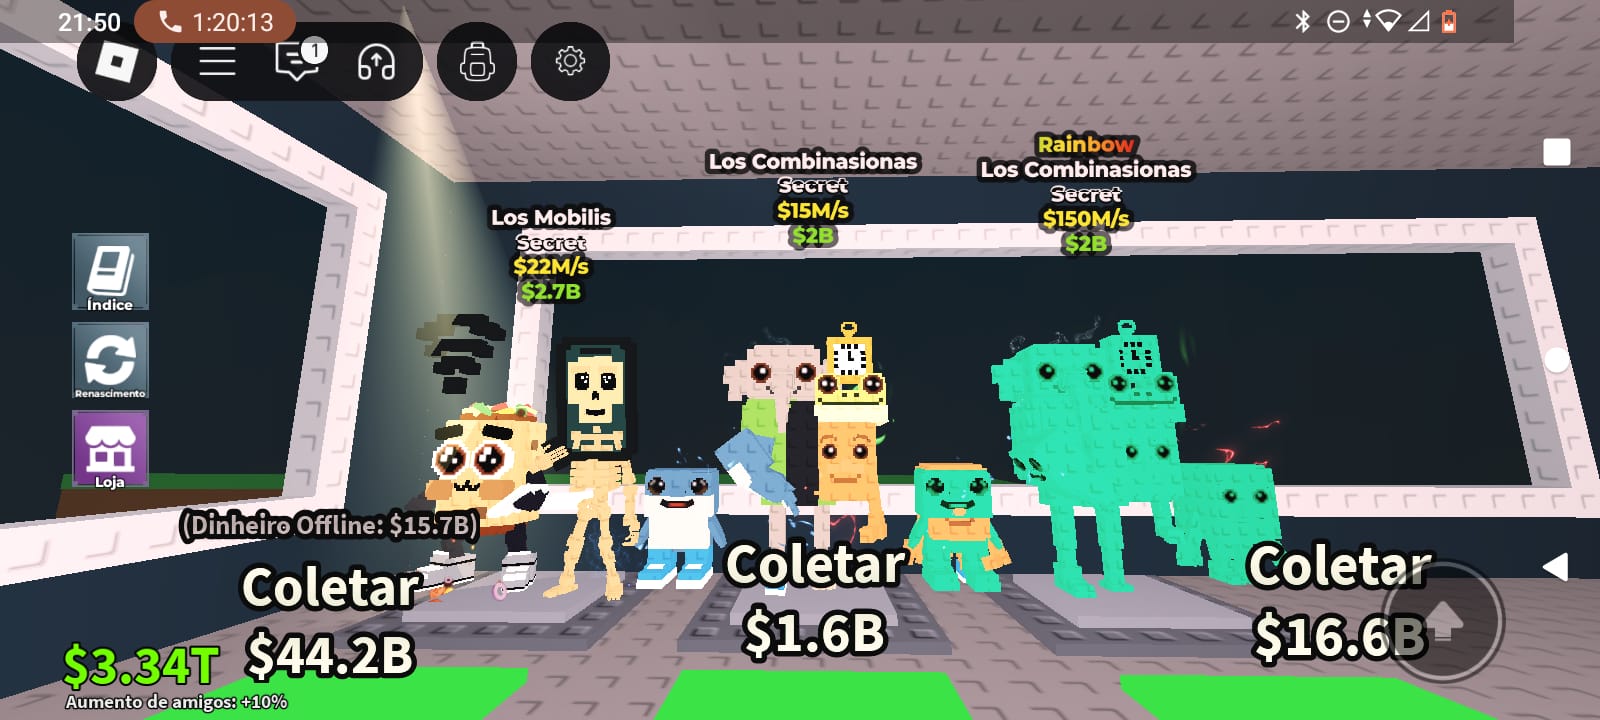 21:50
1:20:13
1
Rainbow
Los Combinasionas
Los Combinasionas
Secret
Secret
$15M/s
$150M/s
$2B
$2B
Los Mobilis
Secret
$22M/s
$2.7B
Índice
Renascimento
Loja
(Dinheiro Offline: $15.7B)
Coletar
$44.2B
Coletar
$1.6B
Coletar
$16.6B
$3.34T
Aumento de amigos: +10%